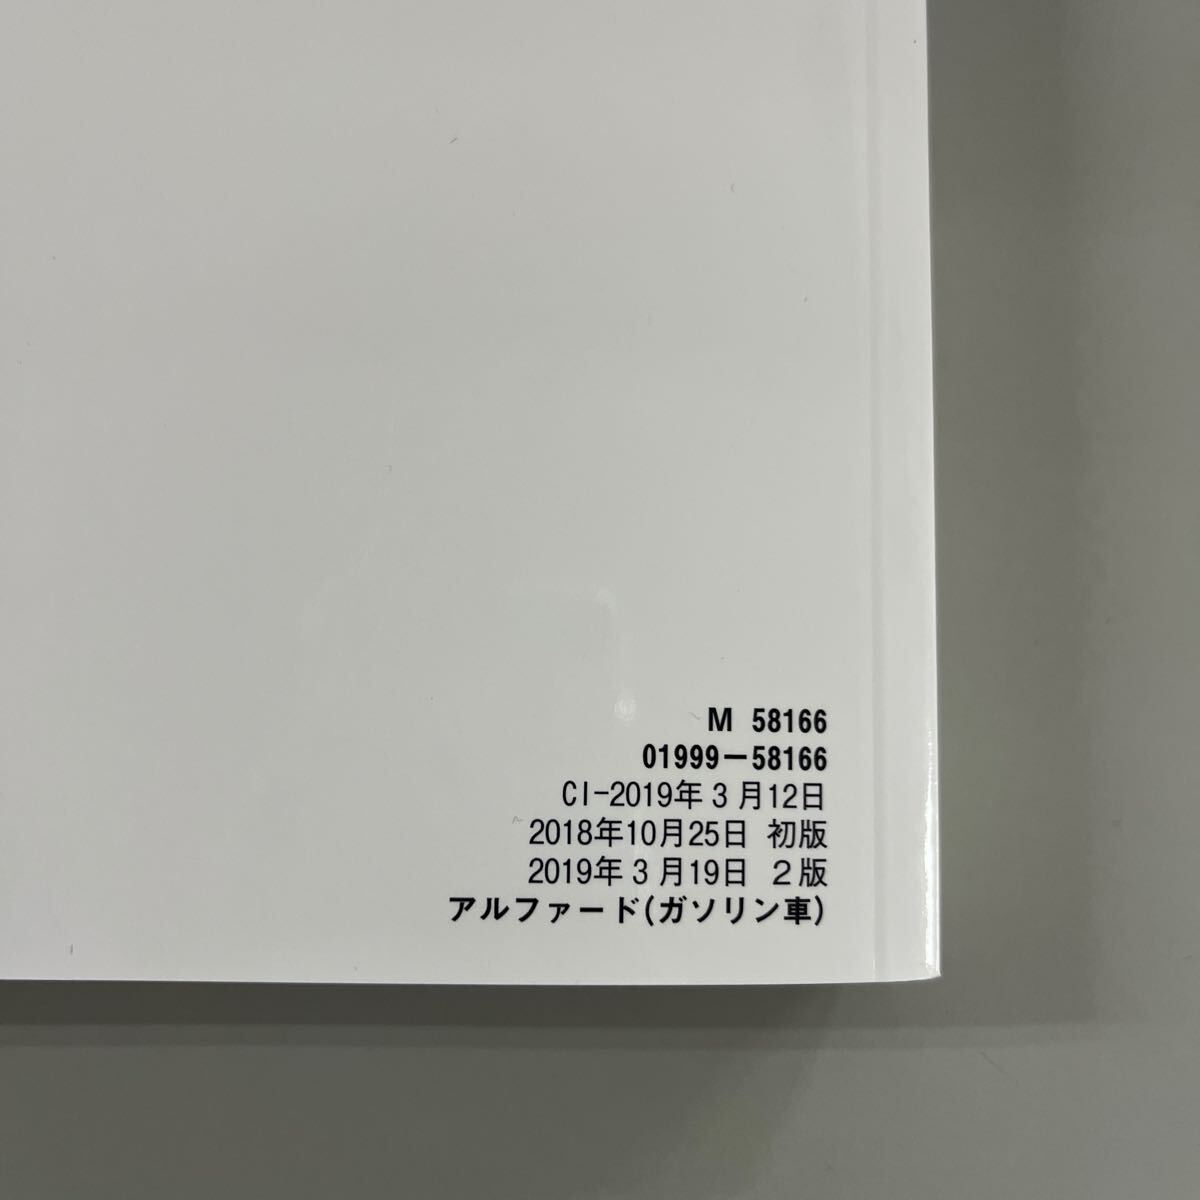 M 58166
01999-58166
CI-2019年3月12日
2018年10月25日 初版
2019年3月19日 2版
アルファード(ガソリン車)